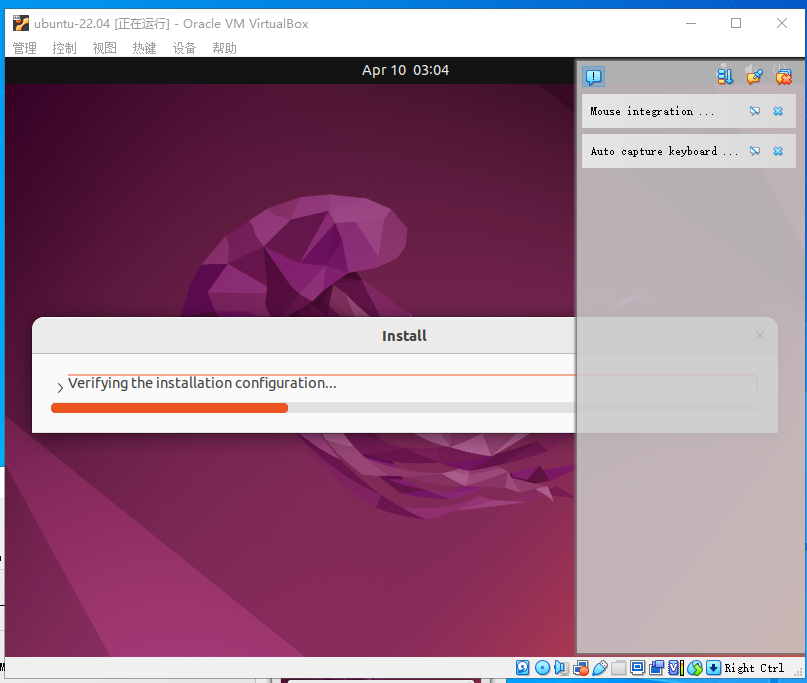 ubuntu-22.04 [正在运行] - Oracle VM VirtualBox
管理 控制 视图 热键 设备 帮助
Apr 10 03:04
Mouse integration ...
Auto capture keyboard ...
Install
Verifying the installation configuration...
Right Ctrl